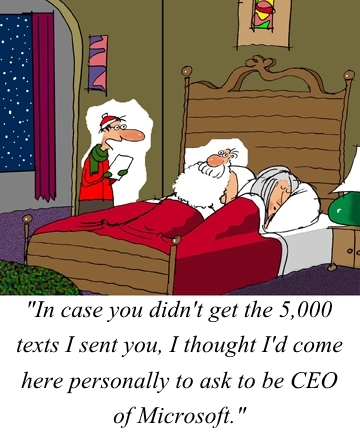 "In case you didn't get the 5,000
texts I sent you, I thought I'd come
here personally to ask to be CEO
of Microsoft."